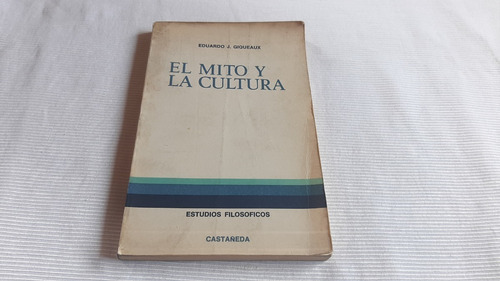 EDUARDO J. GIQUEAUX
EL MITO Y
LA CULTURA
ESTUDIOS FILOSOFICOS
CASTAÑEDA